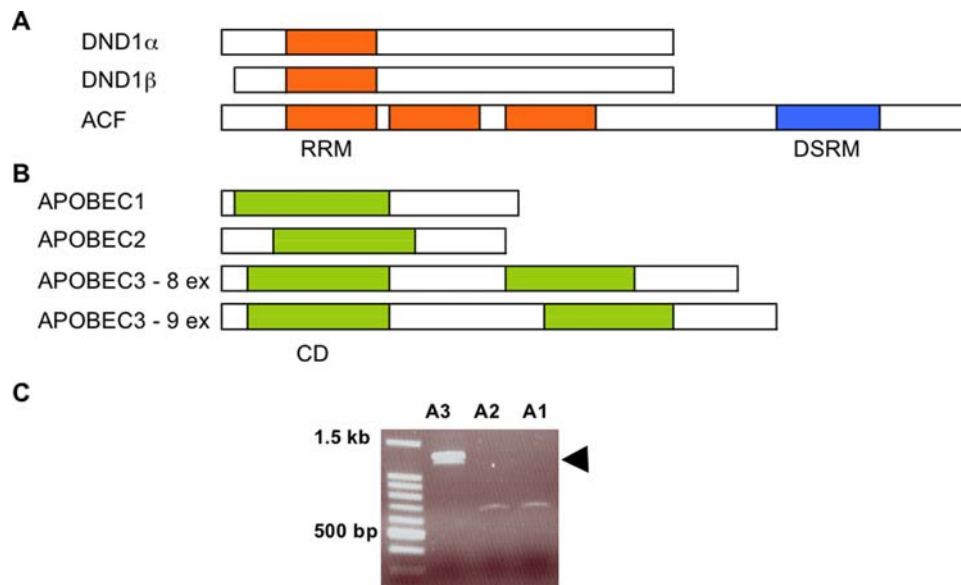 A
DND1α
DND1β
ACF
RRM DSRM
B
APOBEC1
APOBEC2
APOBEC3 - 8 ex
APOBEC3 - 9 ex
CD
C
A3 A2 A1
1.5 kb
500 bp